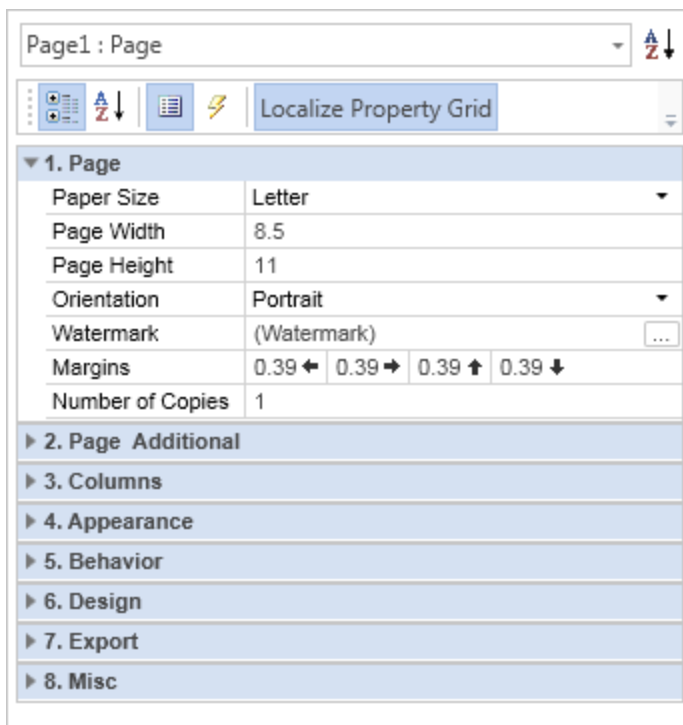 Page1 : Page
A
Z
A
Z
Localize Property Grid
1. Page
Paper Size Letter
Page Width 8.5
Page Height 11
Orientation Portrait
Watermark (Watermark) ...
Margins 0.39 0.39 0.39 0.39
Number of Copies 1
2. Page  Additional
3. Columns
4. Appearance
5. Behavior
6. Design
7. Export
8. Misc